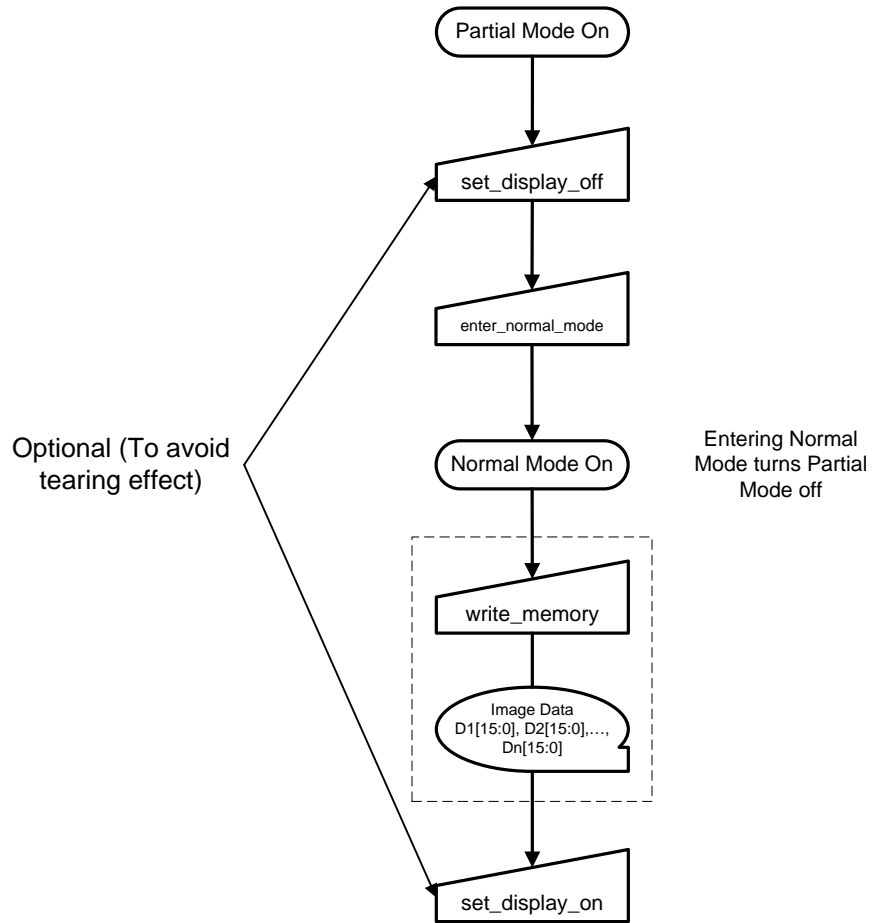 Partial Mode On
set_display_off
enter_normal_mode
Optional (To avoid
tearing effect)
Normal Mode On
Entering Normal
Mode turns Partial
Mode off
write_memory
Image Data
D1[15:0], D2[15:0],…,
Dn[15:0]
set_display_on